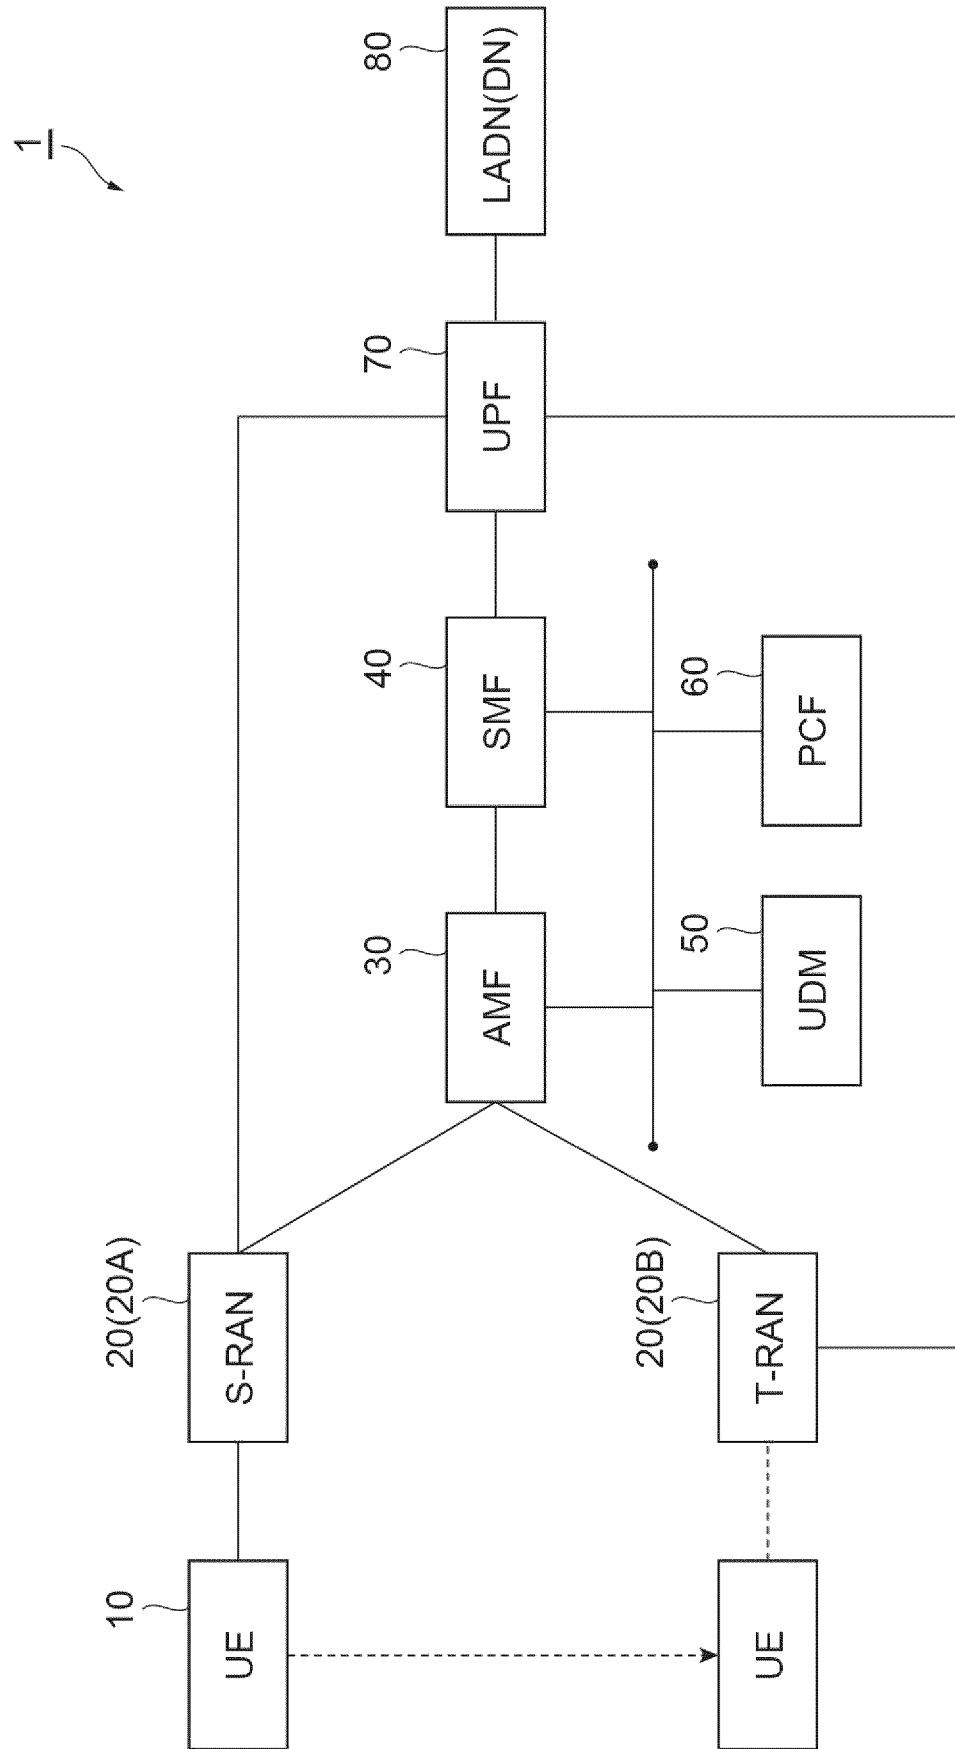 1
20(20A)
10
UE
S-RAN
30
40
70
80
AMF
SMF
UPF
LADN(DN)
20(20B)
50
60
UE
T-RAN
UDM
PCF